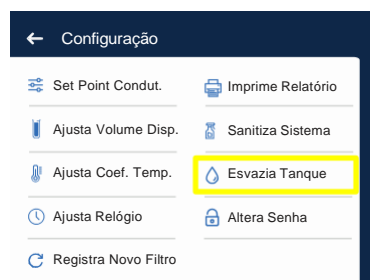 Configuração
Set Point Condut.
Imprime Relatório
Ajusta Volume Disp.
Sanitiza Sistema
Ajusta Coef. Temp.
Esvazia Tanque
Ajusta Relógio
Altera Senha
Registra Novo Filtro